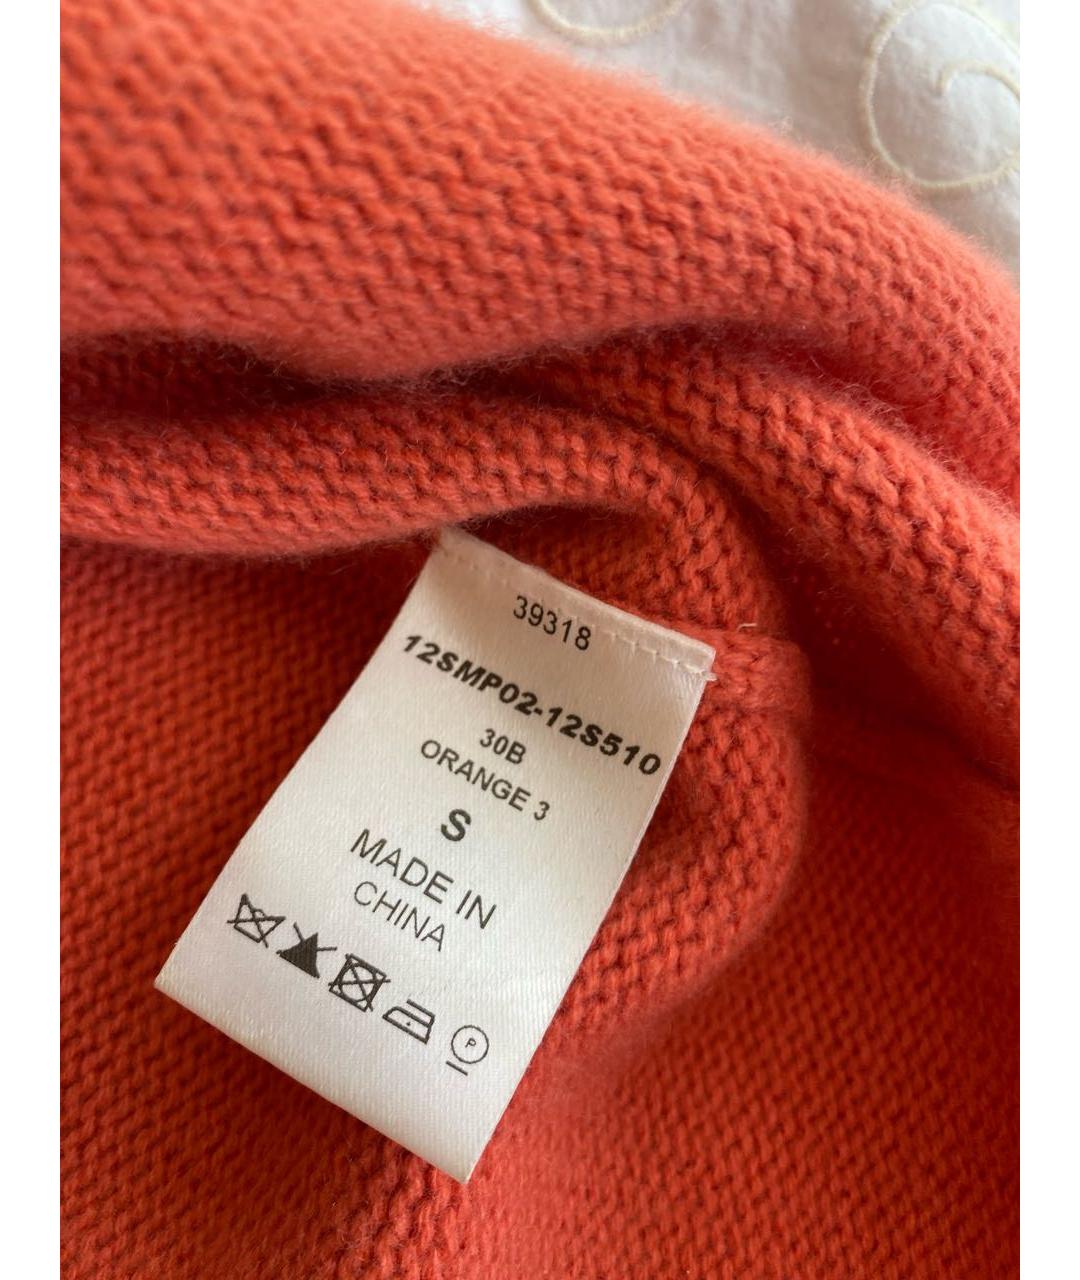 39318
12SMP02-12S510
30B
ORANGE 3
S
MADE IN
CHINA
P